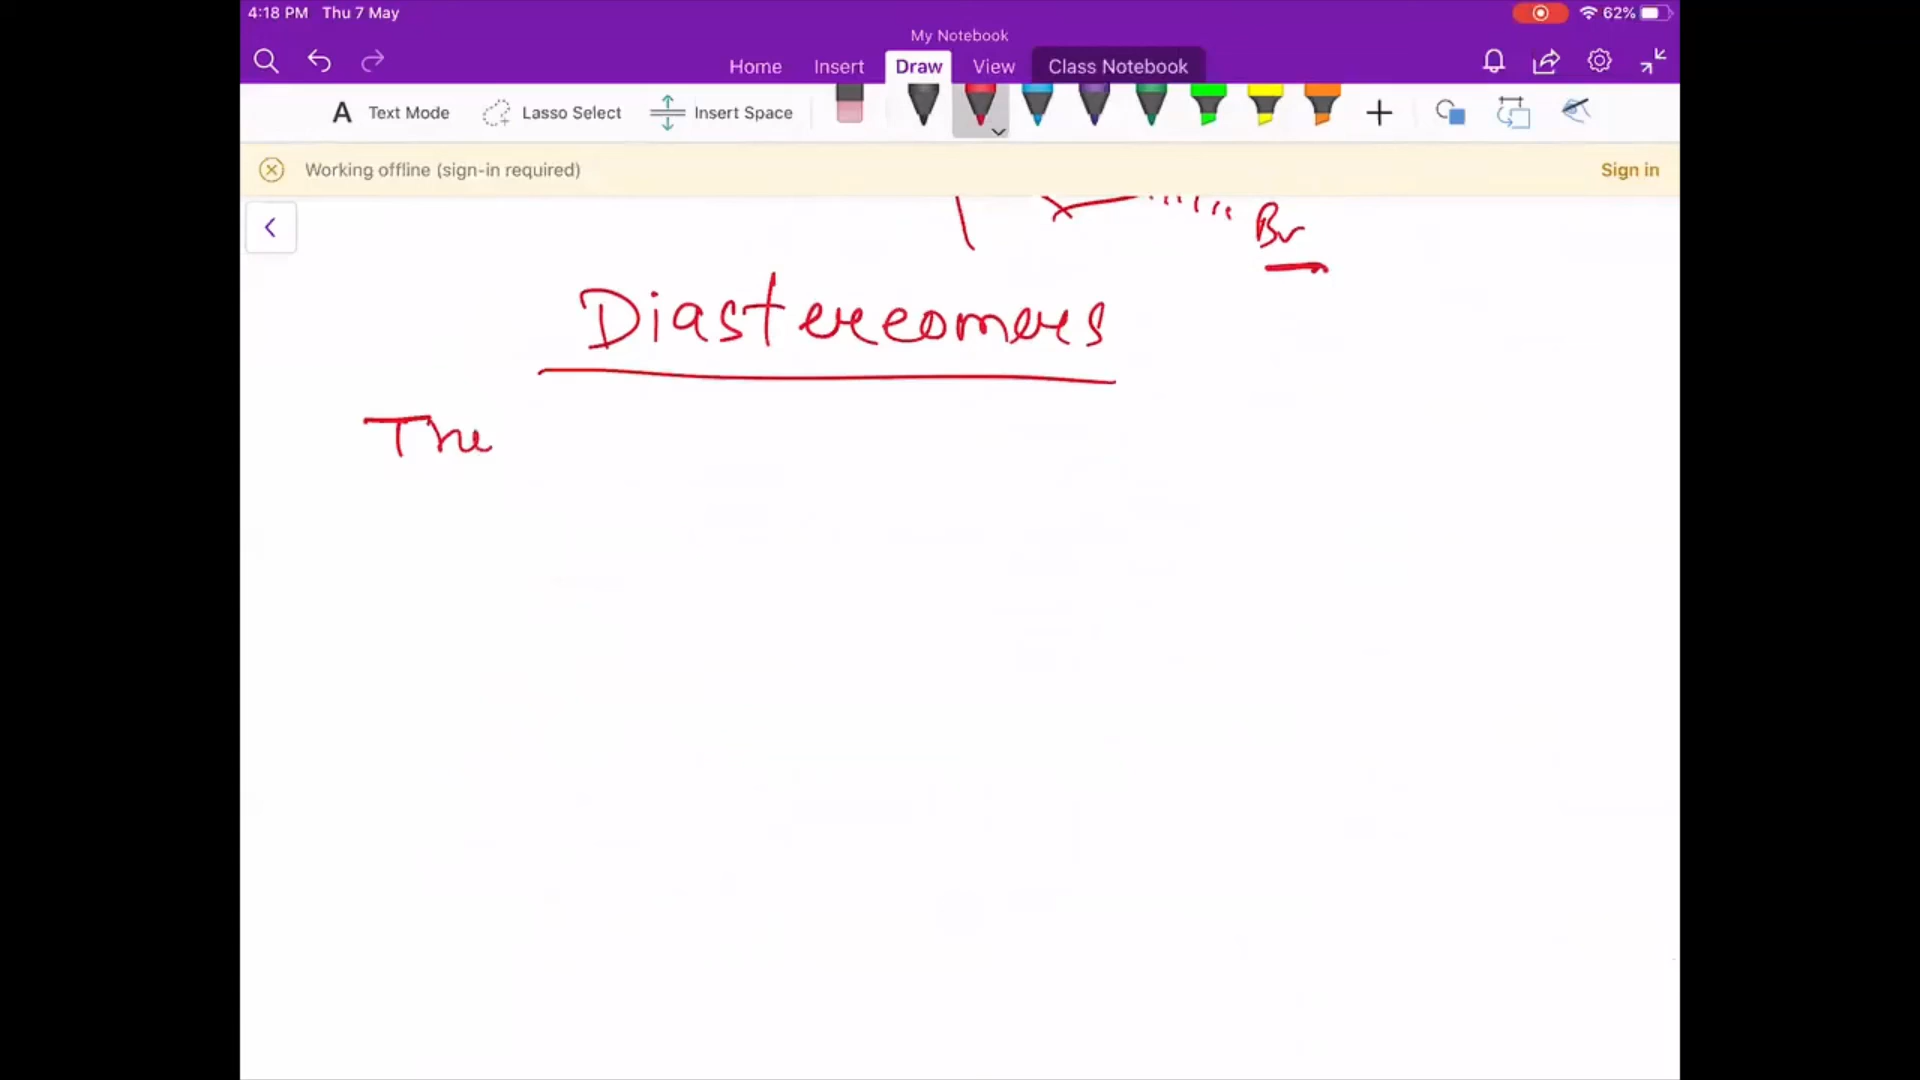 4:18 PM Thu 7 May
62%
My Notebook
Home Insert Draw View Class Notebook
A Text Mode Lasso Select Insert Space
Working offline (sign-in required) Sign in
Br
Diastereomers
The